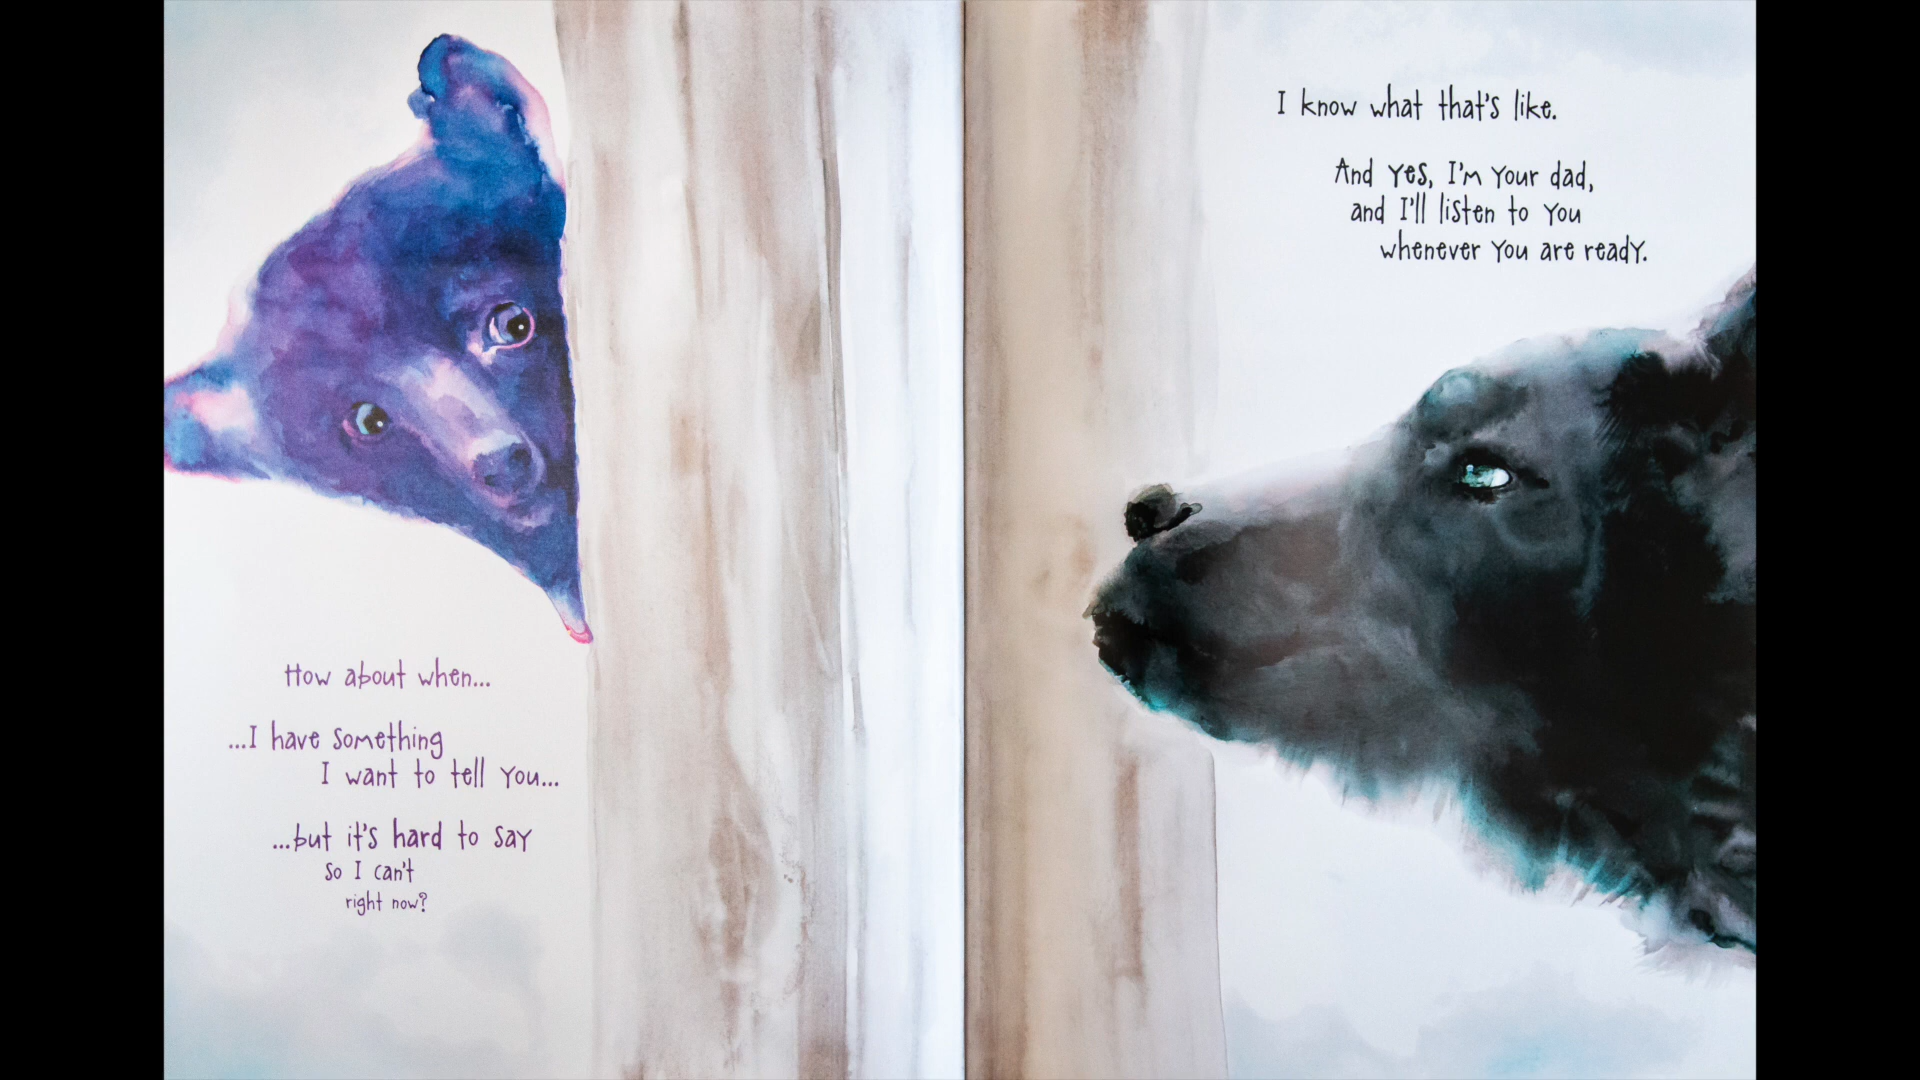 How about when...
...I have something
I want to tell you...
...but it's hard to say
so I can't
right now?
I know what that's like.
And yes, I'm your dad,
and I'll listen to you
whenever you are ready.